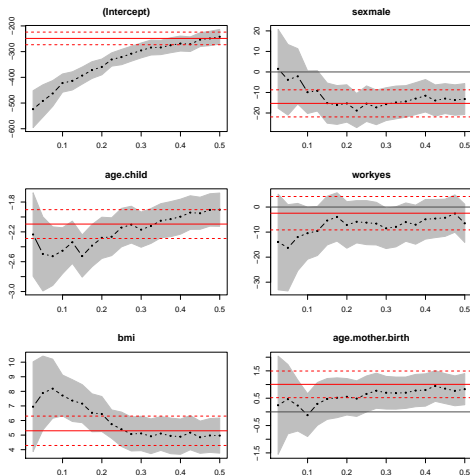 (Intercept)
-600 -500 -400 -300 -200
0.1 0.2 0.3 0.4 0.5
sexmale
-20 -10 0 10 20
0.1 0.2 0.3 0.4 0.5
age.child
-3.0 -2.6 -2.2 -1.8
0.1 0.2 0.3 0.4 0.5
workyes
-30 -10 0
0.1 0.2 0.3 0.4 0.5
bmi
4 5 6 7 8 9 10
0.1 0.2 0.3 0.4 0.5
age.mother.birth
-1.5 -0.5 0.5 1.5
0.1 0.2 0.3 0.4 0.5